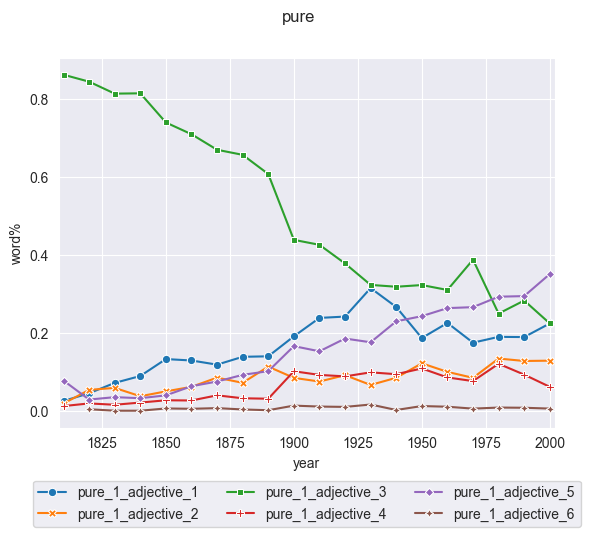 pure
0.8
0.6
0.4
0.2
0.0
word%
1825 1850 1875 1900 1925 1950 1975 2000
year
pure_1_adjective_1 pure_1_adjective_3 pure_1_adjective_5
pure_1_adjective_2 pure_1_adjective_4 pure_1_adjective_6